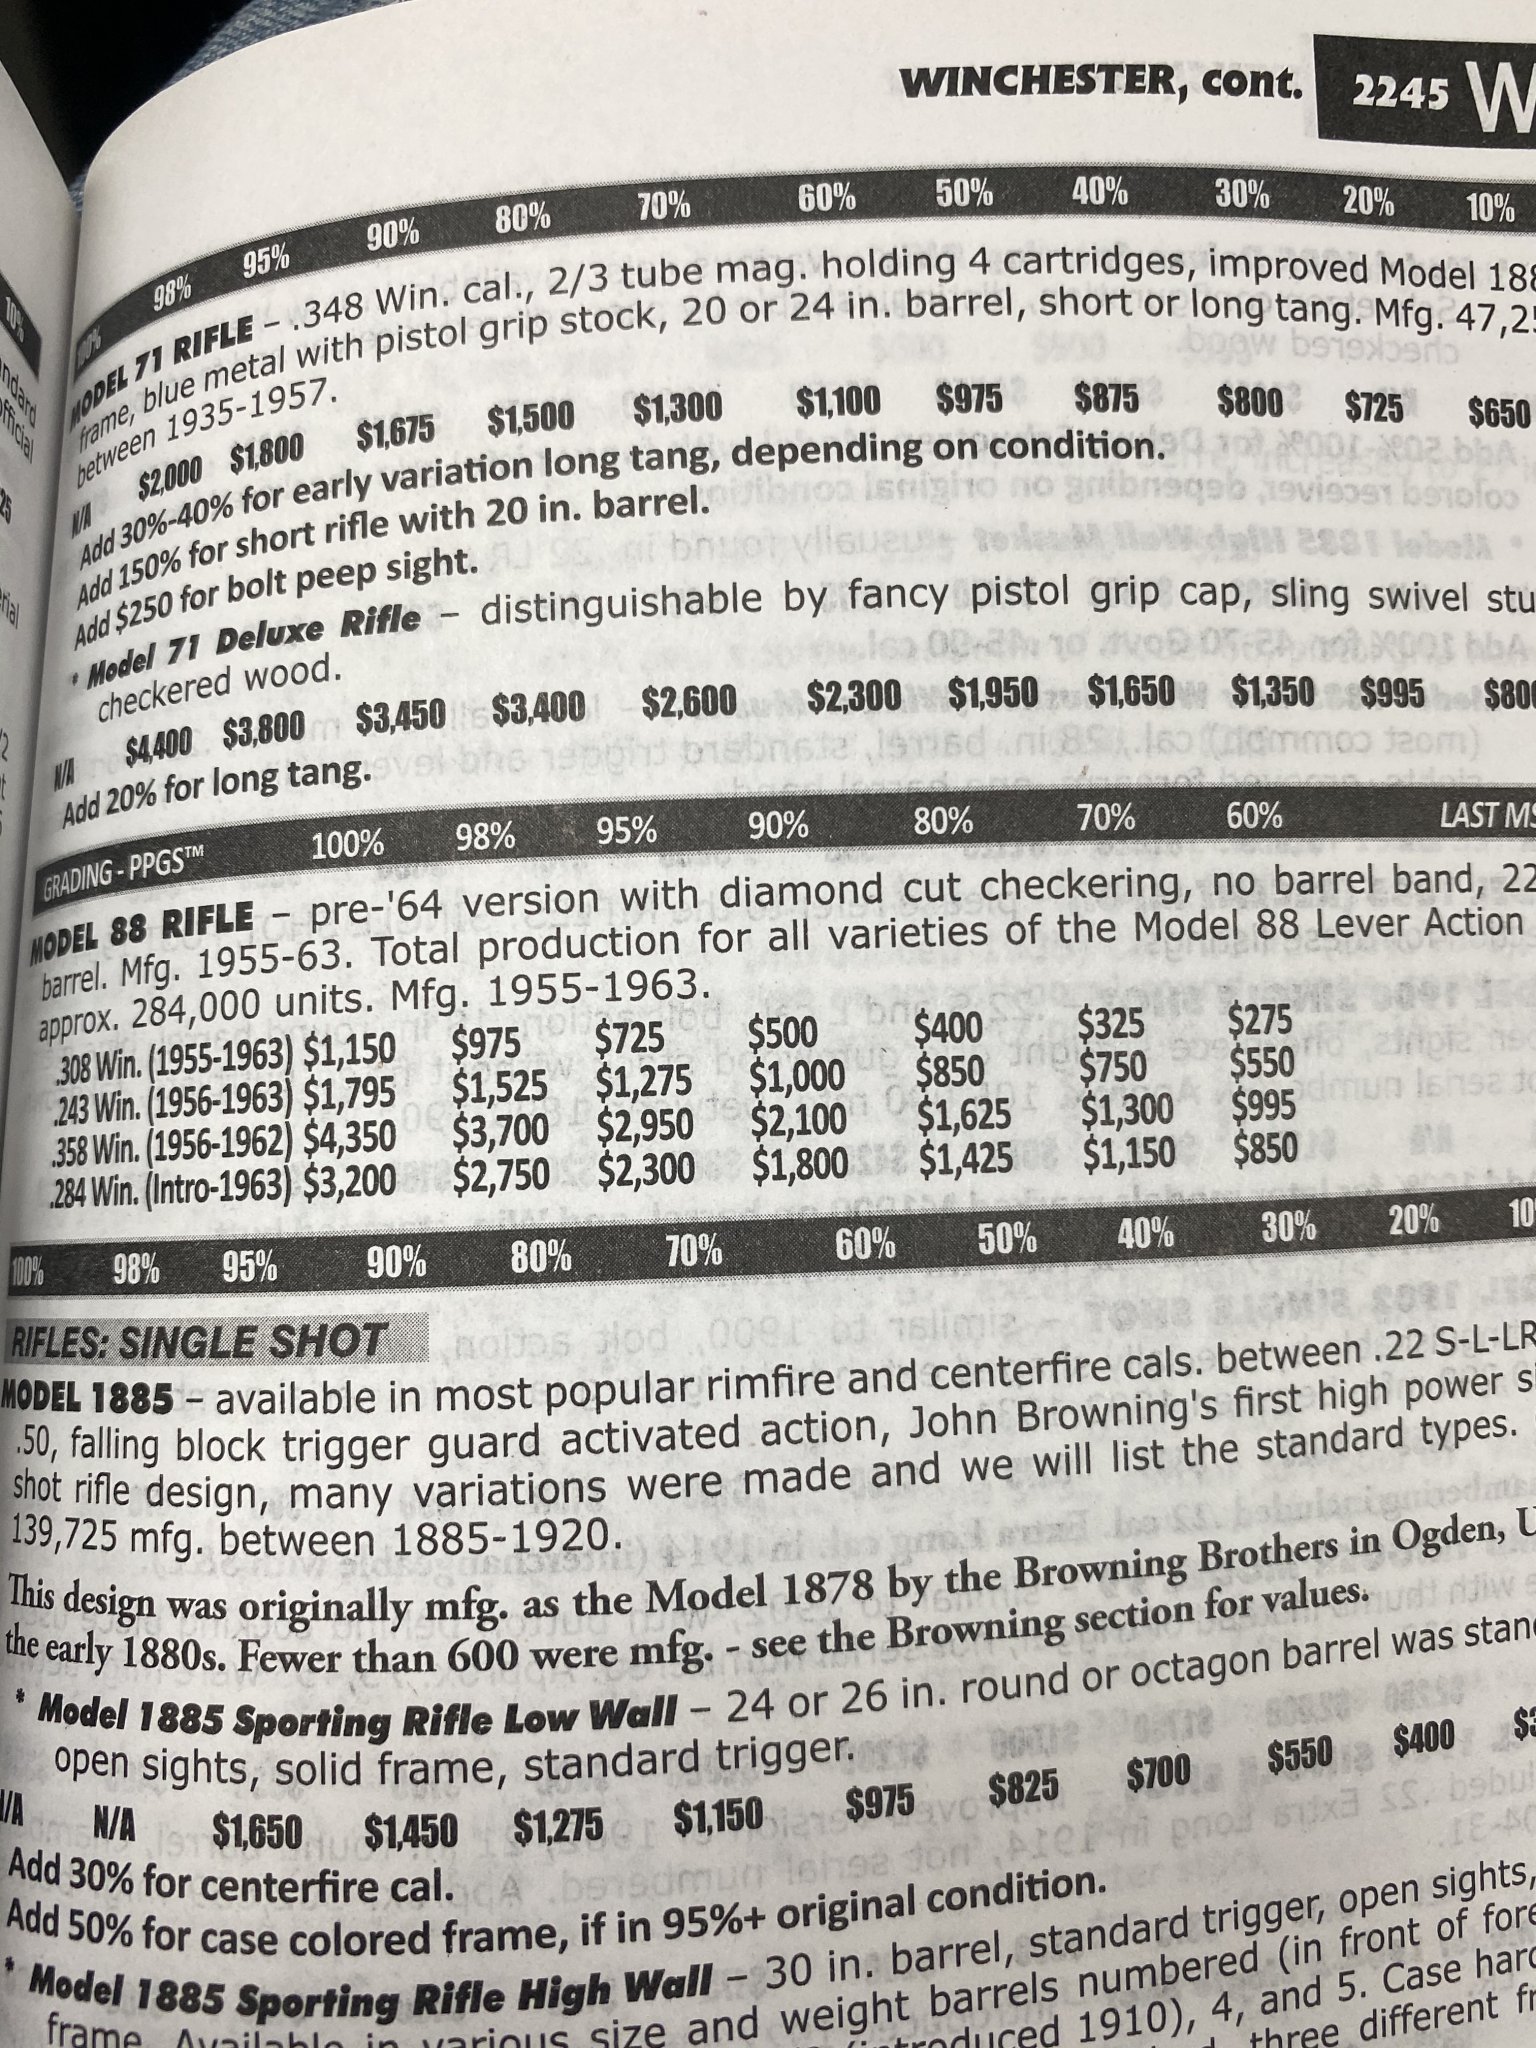 WINCHESTER, cont. 2245 W
100% 98% 95% 90% 80% 70% 60% 50% 40% 30% 20% 10%
MODEL 71 RIFLE – .348 Win. cal., 2/3 tube mag. holding 4 cartridges, improved Model 188
frame, blue metal with pistol grip stock, 20 or 24 in. barrel, short or long tang. Mfg. 47,25
between 1935-1957.
N/A $2,000 $1,800 $1,675 $1,500 $1,300 $1,100 $975 $875 $800 $725 $650
Add 30%-40% for early variation long tang, depending on condition.
Add 150% for short rifle with 20 in. barrel.
Add $250 for bolt peep sight.
* Model 71 Deluxe Rifle – distinguishable by fancy pistol grip cap, sling swivel stu
checkered wood.
N/A $4,400 $3,800 $3,450 $3,400 $2,600 $2,300 $1,950 $1,650 $1,350 $995 $800
Add 20% for long tang.
GRADING - PPGS™ 100% 98% 95% 90% 80% 70% 60% LAST MS
MODEL 88 RIFLE – pre-'64 version with diamond cut checkering, no barrel band, 22
barrel. Mfg. 1955-63. Total production for all varieties of the Model 88 Lever Action
approx. 284,000 units. Mfg. 1955-1963.
.308 Win. (1955-1963) $1,150 $975 $725 $500 $400 $325 $275
.243 Win. (1956-1963) $1,795 $1,525 $1,275 $1,000 $850 $750 $550
.358 Win. (1956-1962) $4,350 $3,700 $2,950 $2,100 $1,625 $1,300 $995
.284 Win. (Intro-1963) $3,200 $2,750 $2,300 $1,800 $1,425 $1,150 $850
100% 98% 95% 90% 80% 70% 60% 50% 40% 30% 20% 10
RIFLES: SINGLE SHOT
MODEL 1885 – available in most popular rimfire and centerfire cals. between .22 S-L-LR
.50, falling block trigger guard activated action, John Browning's first high power s
shot rifle design, many variations were made and we will list the standard types.
139,725 mfg. between 1885-1920.
This design was originally mfg. as the Model 1878 by the Browning Brothers in Ogden, U
the early 1880s. Fewer than 600 were mfg. - see the Browning section for values.
* Model 1885 Sporting Rifle Low Wall – 24 or 26 in. round or octagon barrel was stan
open sights, solid frame, standard trigger.
N/A N/A $1,650 $1,450 $1,275 $1,150 $975 $825 $700 $550 $400 $3
Add 30% for centerfire cal.
Add 50% for case colored frame, if in 95%+ original condition.
* Model 1885 Sporting Rifle High Wall – 30 in. barrel, standard trigger, open sights,
frame. Available in various size and weight barrels numbered (in front of fore
(introduced 1910), 4, and 5. Case hard
three different fr